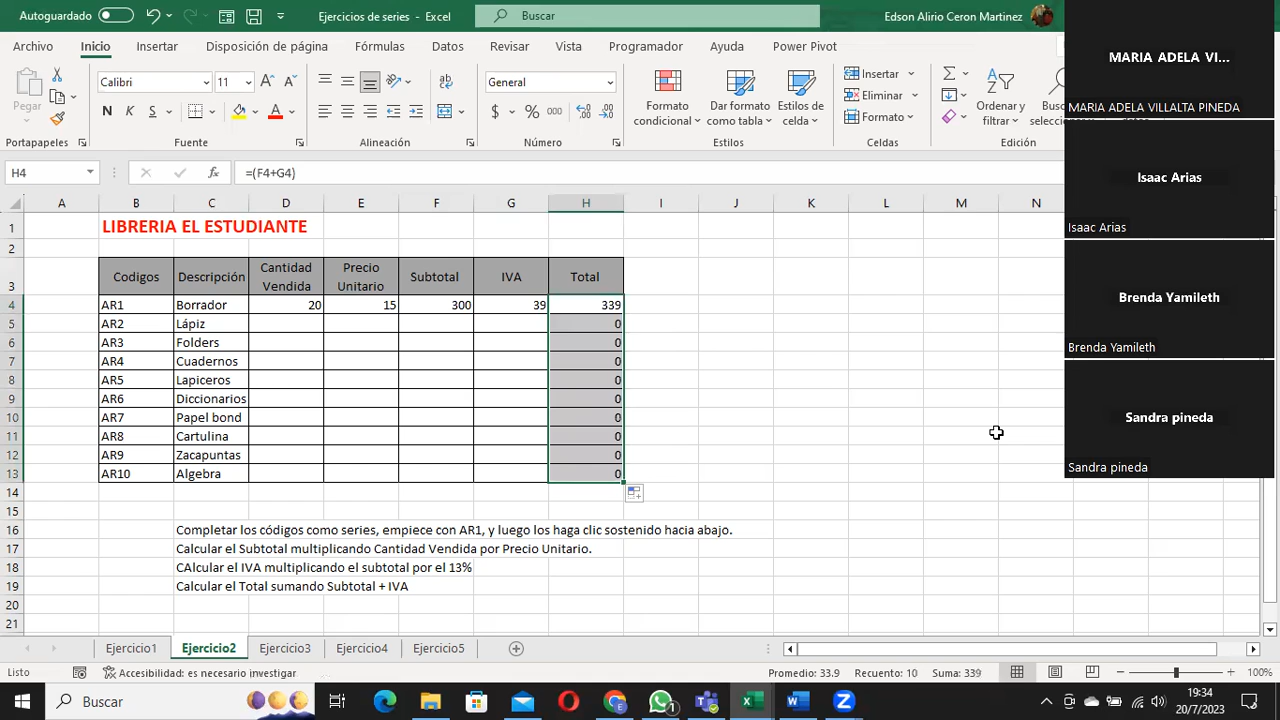 Autoguardado
Ejercicios de series - Excel
Buscar
Edson Alirio Ceron Martinez
Archivo Inicio Insertar Disposición de página Fórmulas Datos Revisar Vista Programador Ayuda Power Pivot
Pegar
Calibri 11
N K S
General
$ % 000
Formato condicional
Dar formato como tabla
Estilos de celda
Insertar
Eliminar
Formato
Ordenar y filtrar
Portapapeles Fuente Alineación Número Estilos Celdas Edición
H4 fx =(F4+G4)
A B C D E F G H I J K L M N
1 LIBRERIA EL ESTUDIANTE
2
3 Codigos Descripción Cantidad Vendida Precio Unitario Subtotal IVA Total
4 AR1 Borrador 20 15 300 39 339
5 AR2 Lápiz 0
6 AR3 Folders 0
7 AR4 Cuadernos 0
8 AR5 Lapiceros 0
9 AR6 Diccionarios 0
10 AR7 Papel bond 0
11 AR8 Cartulina 0
12 AR9 Zacapuntas 0
13 AR10 Algebra 0
14
15
16 Completar los códigos como series, empiece con AR1, y luego los haga clic sostenido hacia abajo.
17 Calcular el Subtotal multiplicando Cantidad Vendida por Precio Unitario.
18 CAlcular el IVA multiplicando el subtotal por el 13%
19 Calcular el Total sumando Subtotal + IVA
20
21
Ejercicio1 Ejercicio2 Ejercicio3 Ejercicio4 Ejercicio5
Listo Accesibilidad: es necesario investigar Promedio: 33.9 Recuento: 10 Suma: 339 100%
Buscar
19:34
20/7/2023
MARIA ADELA VI...
MARIA ADELA VILLALTA PINEDA
Isaac Arias
Isaac Arias
Brenda Yamileth
Brenda Yamileth
Sandra pineda
Sandra pineda